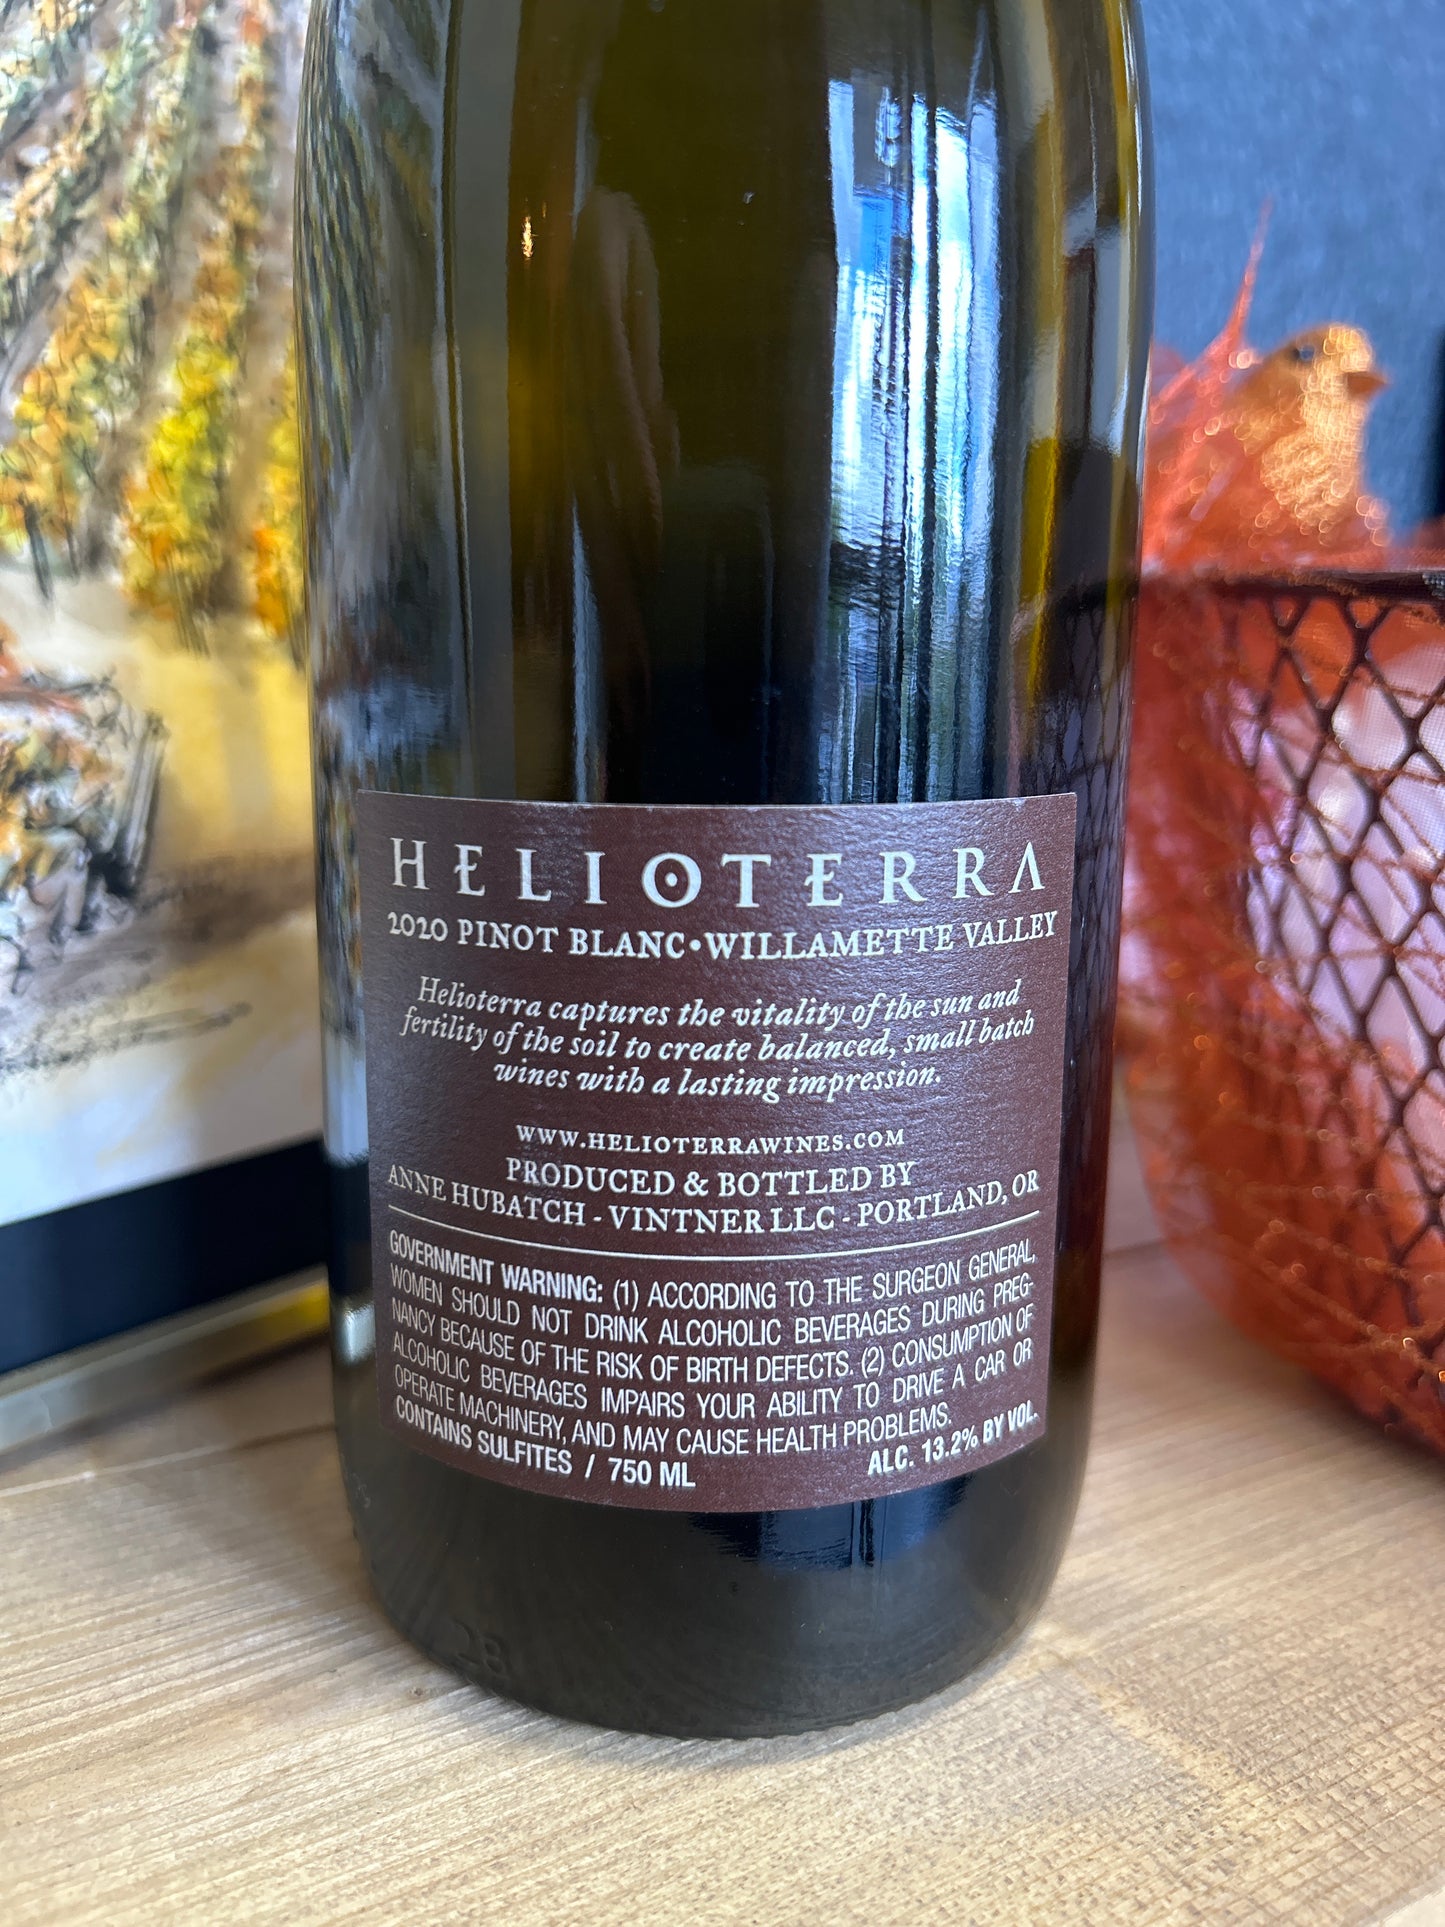 HELIOTERRA
2020 PINOT BLANC•WILLAMETTE VALLEY
Helioterra captures the vitality of the sun and
fertility of the soil to create balanced, small batch
wines with a lasting impression.
WWW.HELIOTERRAWINES.COM
PRODUCED & BOTTLED BY
ANNE HUBATCH - VINTNER LLC - PORTLAND, OR
GOVERNMENT WARNING: (1) ACCORDING TO THE SURGEON GENERAL,
WOMEN SHOULD NOT DRINK ALCOHOLIC BEVERAGES DURING PREG-
NANCY BECAUSE OF THE RISK OF BIRTH DEFECTS. (2) CONSUMPTION OF
ALCOHOLIC BEVERAGES IMPAIRS YOUR ABILITY TO DRIVE A CAR OR
OPERATE MACHINERY, AND MAY CAUSE HEALTH PROBLEMS.
CONTAINS SULFITES / 750 ML ALC. 13.2% BY VOL.